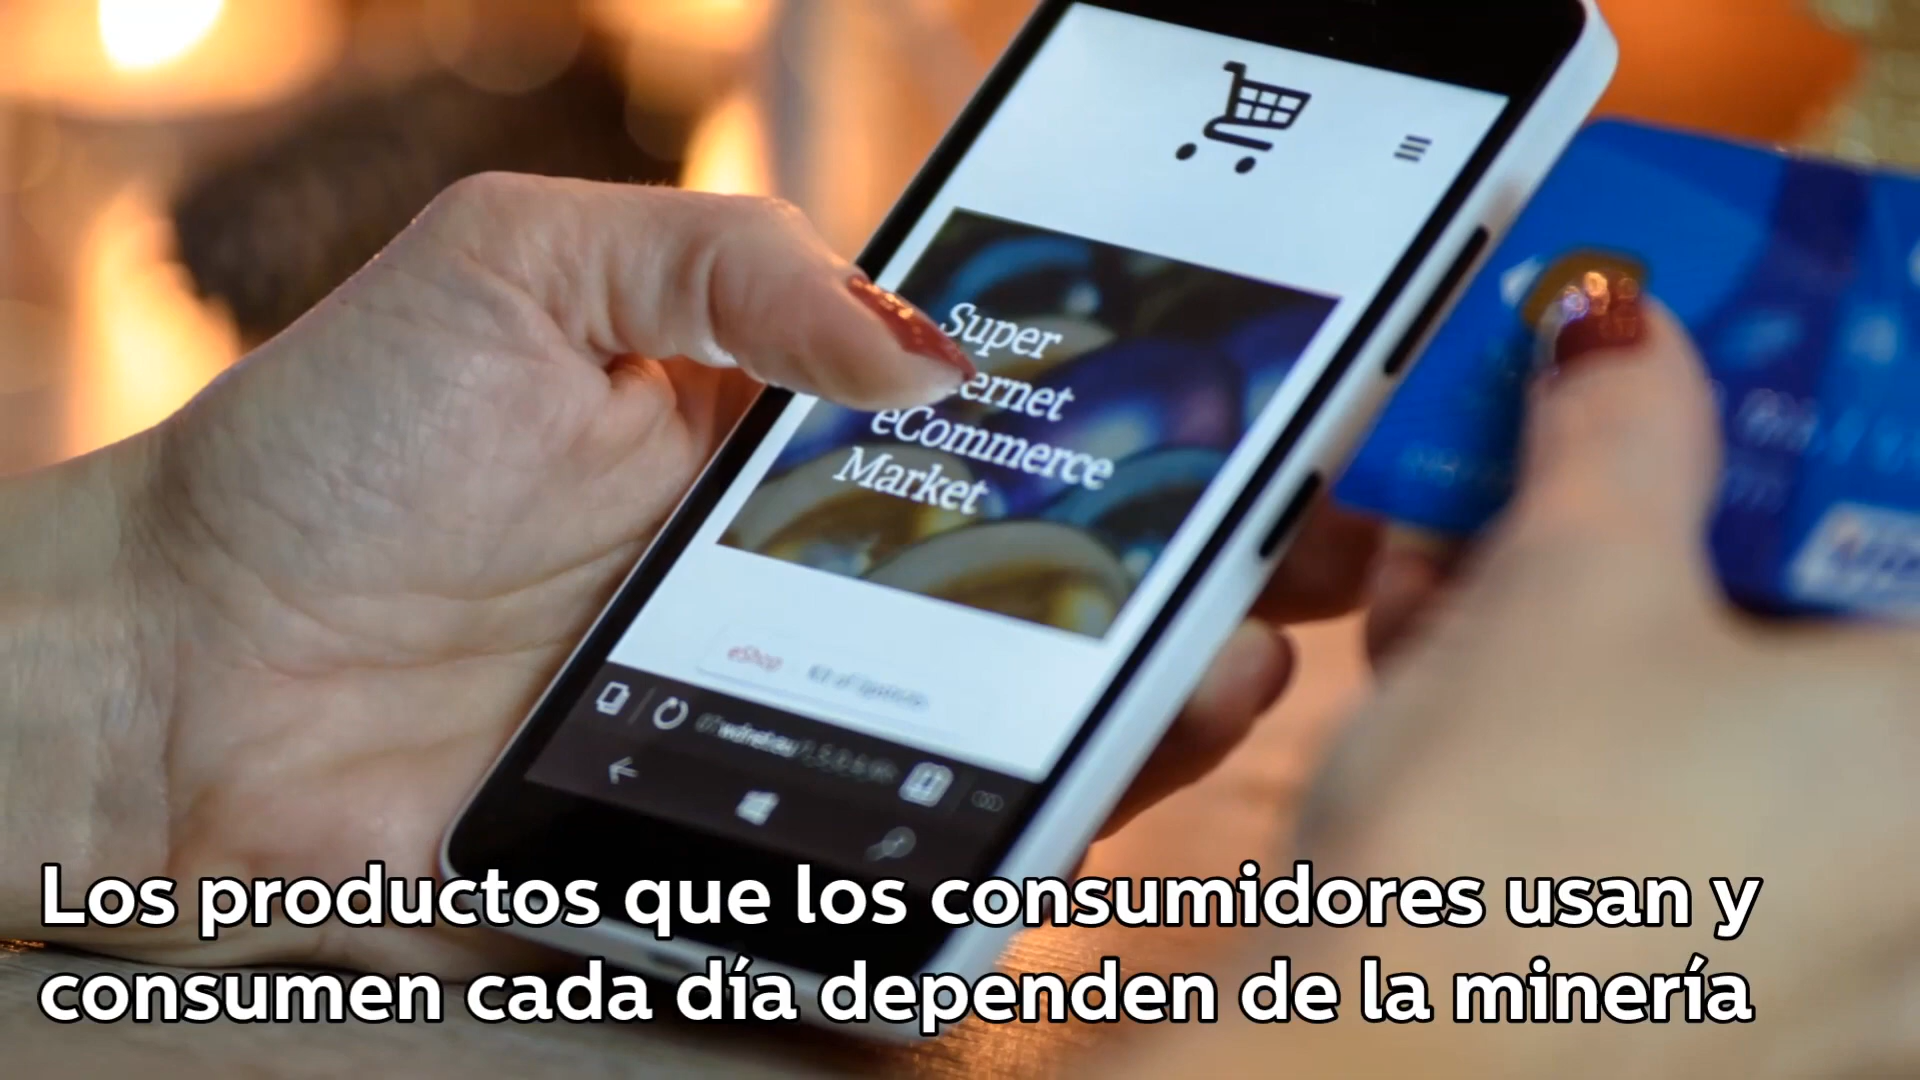 Super
ernet
eCommerce
Market
eShop
Los productos que los consumidores usan y
consumen cada día dependen de la minería